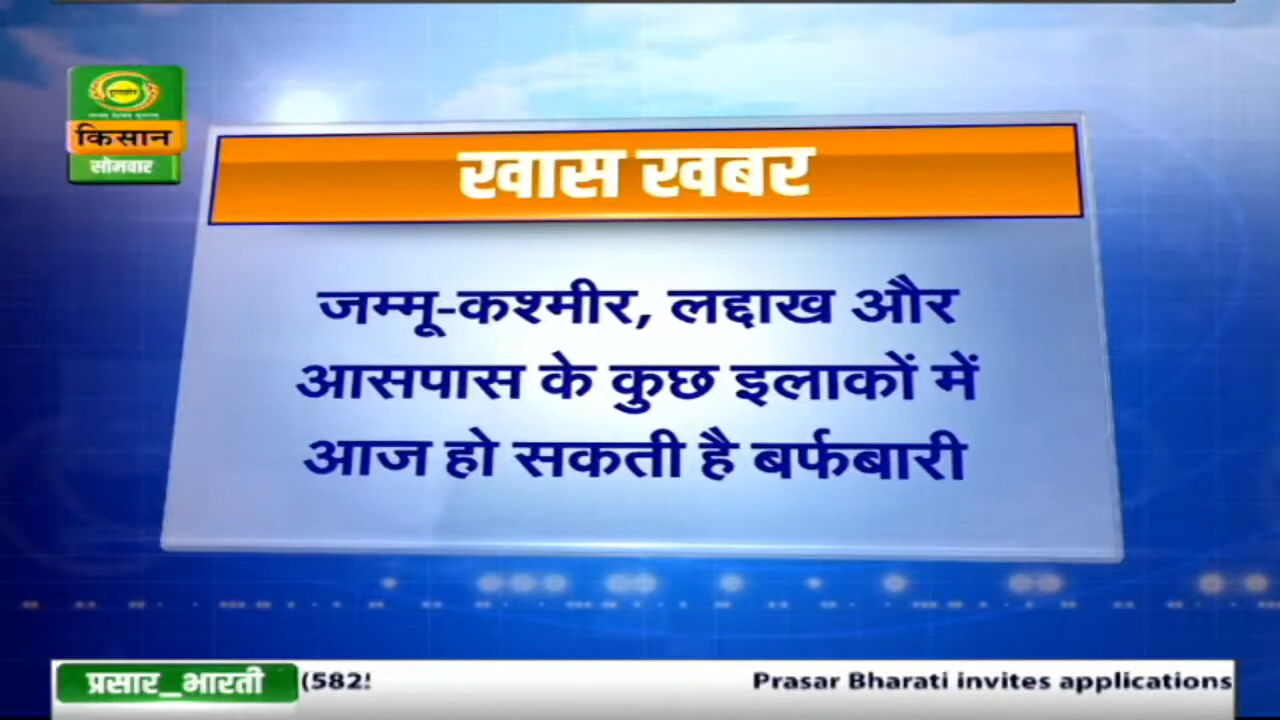 किसान
सोमवार
खास खबर
जम्मू-कश्मीर, लद्दाख और
आसपास के कुछ इलाकों में
आज हो सकती है बर्फबारी
प्रसार_भारती
Prasar Bharati invites applications